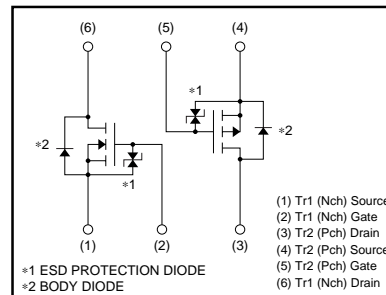 (6) (5) (4)
∗1
∗2
∗2
∗1
(1) (2) (3)
(1) Tr1 (Nch) Source
(2) Tr1 (Nch) Gate
(3) Tr2 (Pch) Drain
(4) Tr2 (Pch) Source
(5) Tr2 (Pch) Gate
(6) Tr1 (Nch) Drain
∗1 ESD PROTECTION DIODE
∗2 BODY DIODE